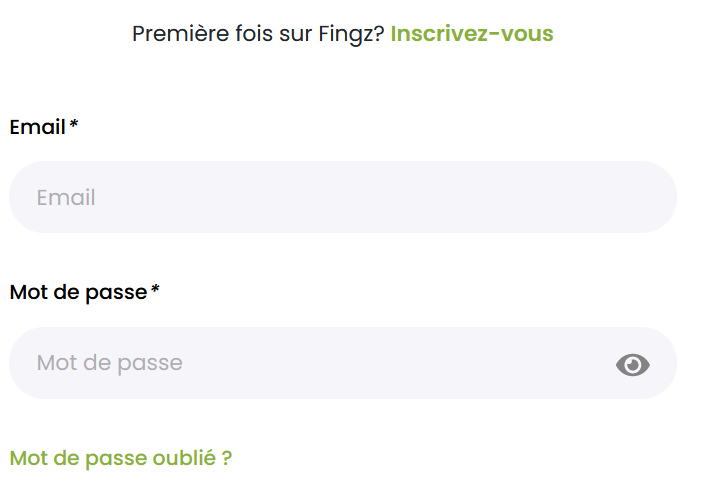 Première fois sur Fingz? Inscrivez-vous
Email*
Email
Mot de passe*
Mot de passe
Mot de passe oublié ?